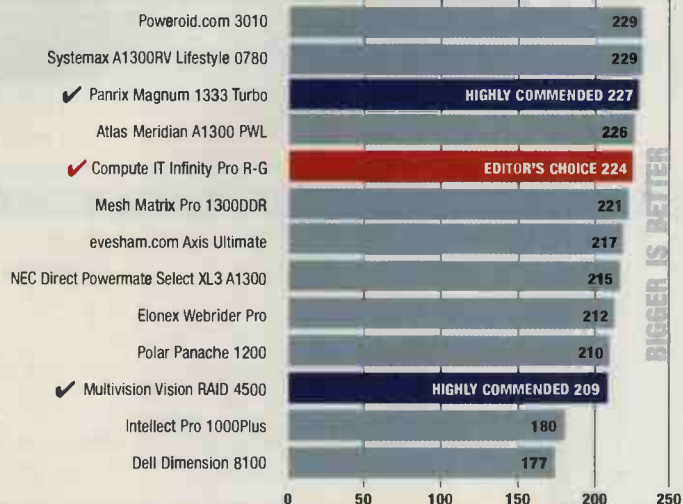 Poweroid.com 3010 229
Systemax A1300RV Lifestyle 0780 229
✔ Panrix Magnum 1333 Turbo HIGHLY COMMENDED 227
Atlas Meridian A1300 PWL 226
✔ Compute IT Infinity Pro R-G EDITOR'S CHOICE 224
Mesh Matrix Pro 1300DDR 221
evesham.com Axis Ultimate 217
NEC Direct Powermate Select XL3 A1300 215
Elonex Webrider Pro 212
Polar Panache 1200 210
✔ Multivision Vision RAID 4500 HIGHLY COMMENDED 209
Intellect Pro 1000Plus 180
Dell Dimension 8100 177
0 50 100 150 200 250
BIGGER IS BETTER